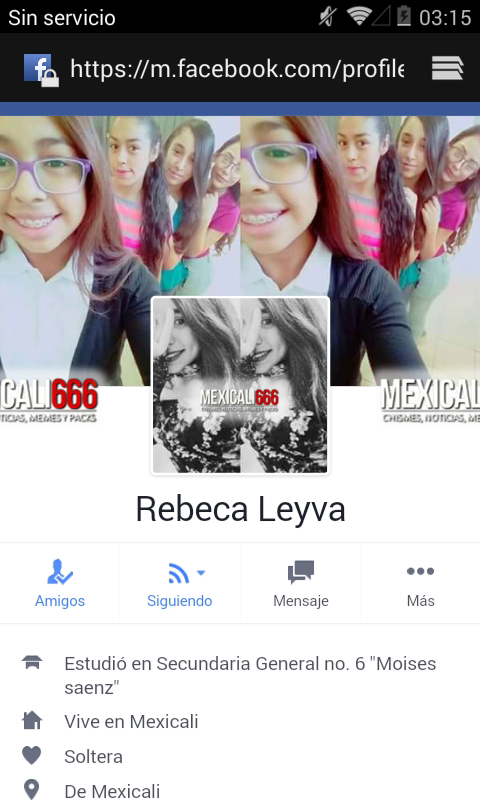 Sin servicio 03:15
https://m.facebook.com/profile
CALI666
TICIAS, MEMES Y PACKS
MEXICALI666
CHISMES, NOTICIAS, MEMES Y PACKS
MEXICAL
CHISMES, NOTICIAS, ME
Rebeca Leyva
Amigos Siguiendo Mensaje Más
Estudió en Secundaria General no. 6 "Moises
saenz"
Vive en Mexicali
Soltera
De Mexicali